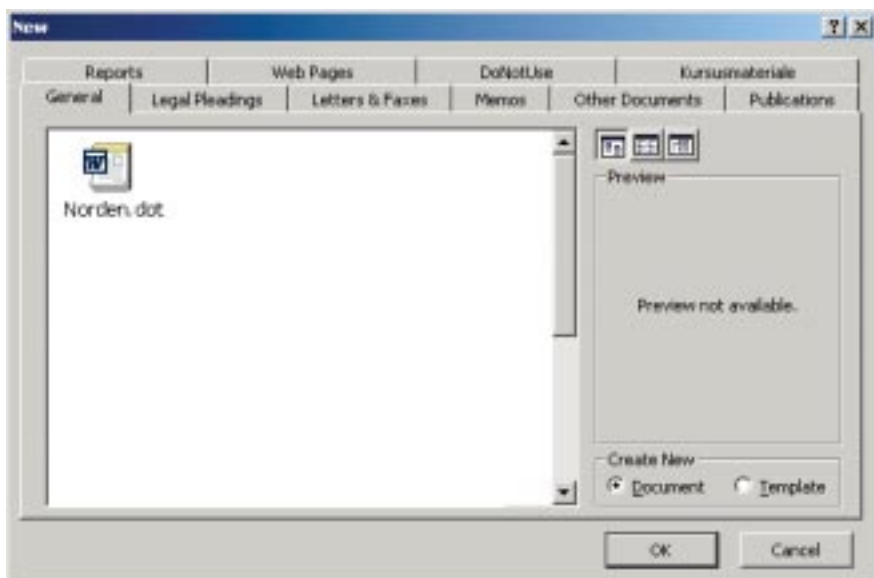 New
Reports Web Pages DoNotUse Kursusmateriale
General Legal Pleadings Letters & Faxes Memos Other Documents Publications
Norden.dot
Preview
Preview not available.
Create New
Document Template
OK Cancel